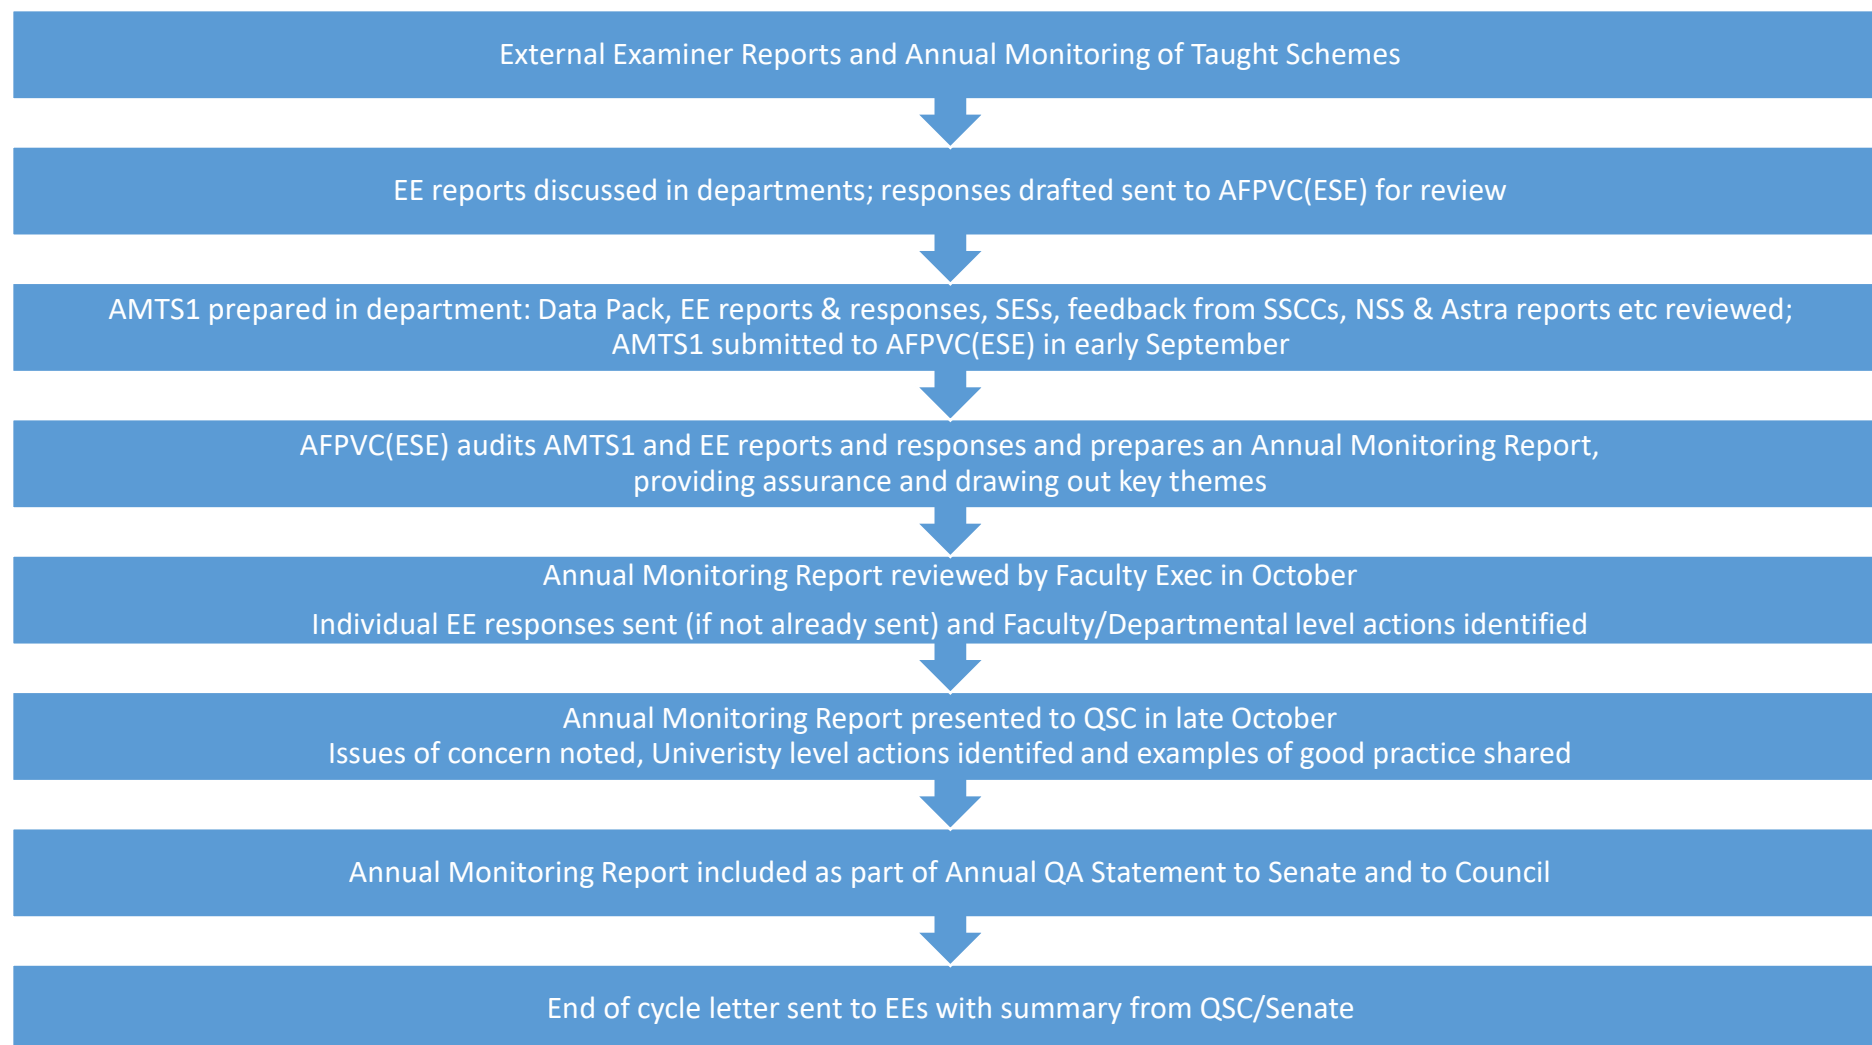 External Examiner Reports and Annual Monitoring of Taught Schemes
EE reports discussed in departments; responses drafted sent to AFPVC(ESE) for review
AMTS1 prepared in department: Data Pack, EE reports & responses, SESs, feedback from SSCCs, NSS & Astra reports etc reviewed;
AMTS1 submitted to AFPVC(ESE) in early September
AFPVC(ESE) audits AMTS1 and EE reports and responses and prepares an Annual Monitoring Report,
providing assurance and drawing out key themes
Annual Monitoring Report reviewed by Faculty Exec in October
Individual EE responses sent (if not already sent) and Faculty/Departmental level actions identified
Annual Monitoring Report presented to QSC in late October
Issues of concern noted, Univeristy level actions identifed and examples of good practice shared
Annual Monitoring Report included as part of Annual QA Statement to Senate and to Council
End of cycle letter sent to EEs with summary from QSC/Senate